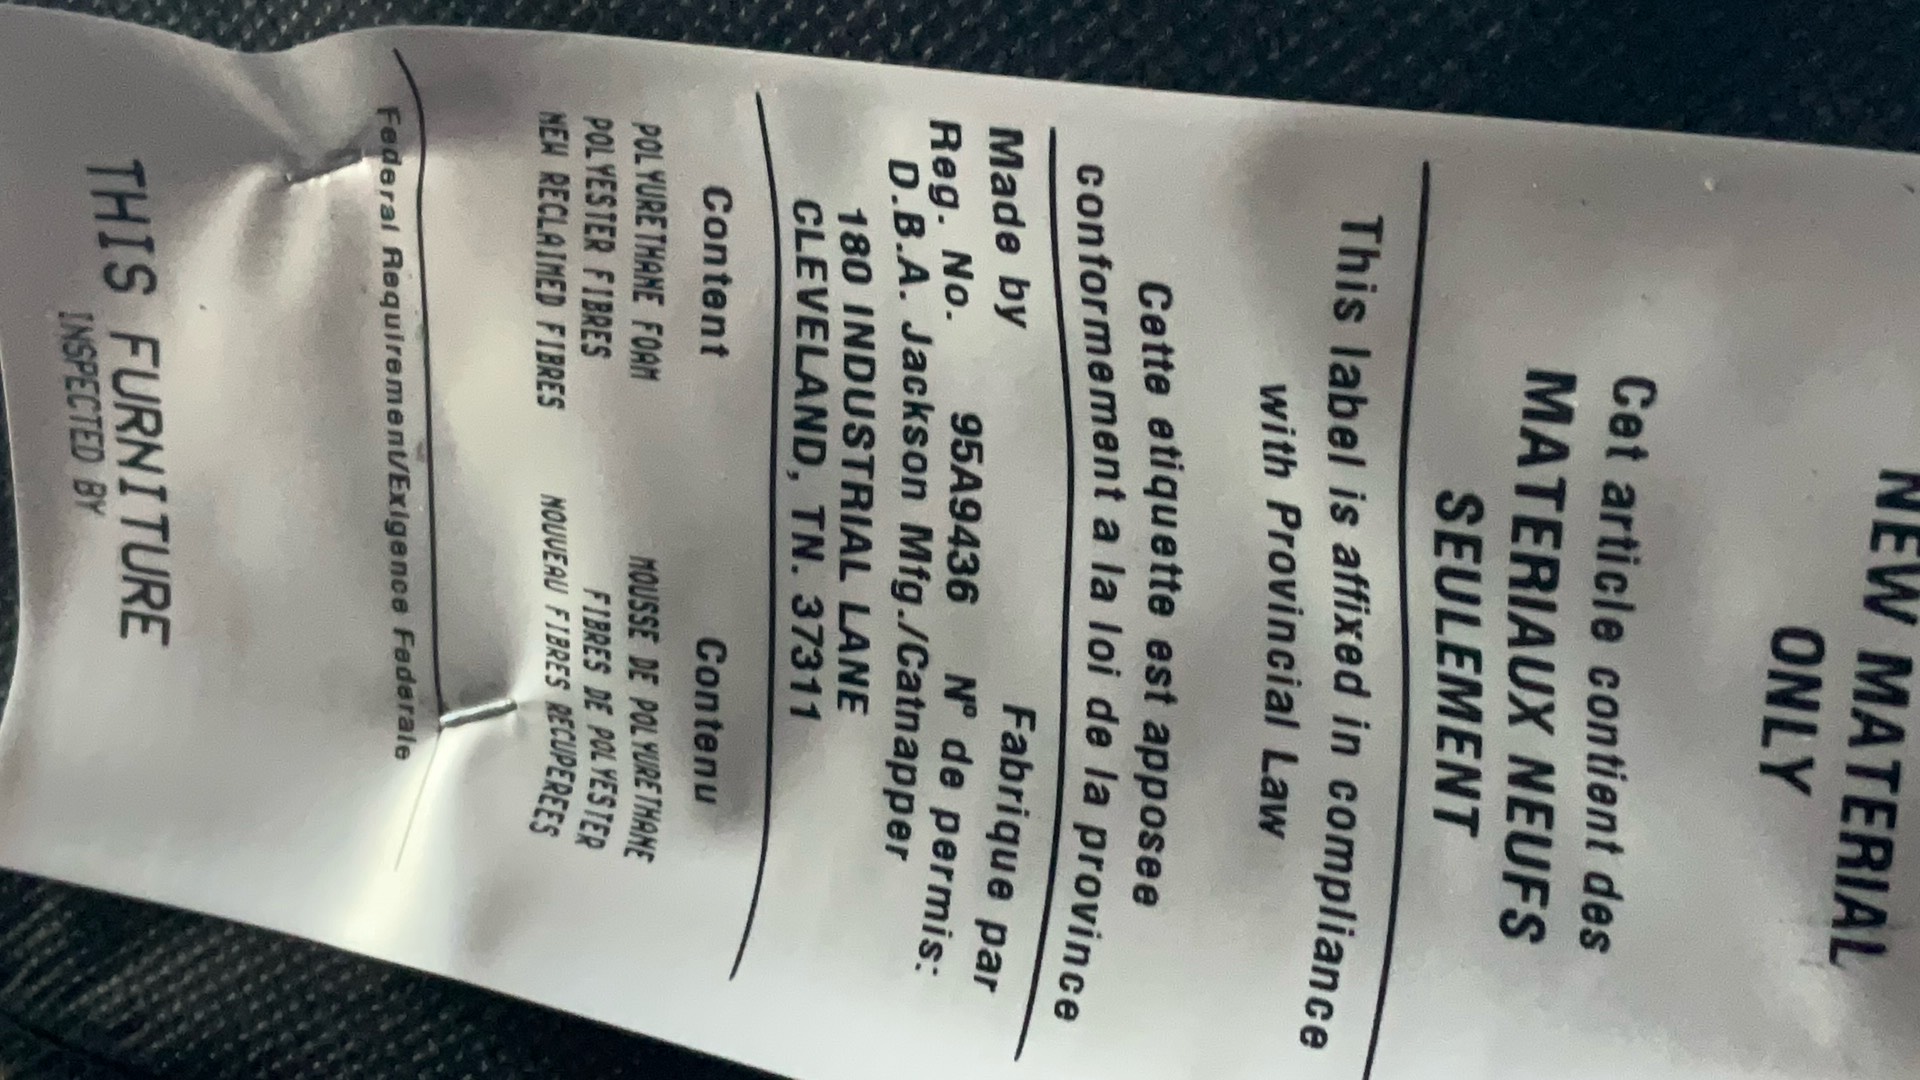 NEW MATERIAL
ONLY
Cet article contient des
MATERIAUX NEUFS
SEULEMENT
This label is affixed in compliance
with Provincial Law
Cette etiquette est apposee
conformement a la loi de la province
Made by Fabrique par
Reg. No. 95A9436 Nº de permis:
D.B.A. Jackson Mfg./Catnapper
180 INDUSTRIAL LANE
CLEVELAND, TN. 37311
Content Contenu
POLYURETHANE FOAM MOUSSE DE POLYURETHANE
POLYESTER FIBRES FIBRES DE POLYESTER
NEW RECLAIMED FIBRES NOUVEAU FIBRES RECUPEREES
Federal Requirement/Exigence Federale
THIS FURNITURE
INSPECTED BY